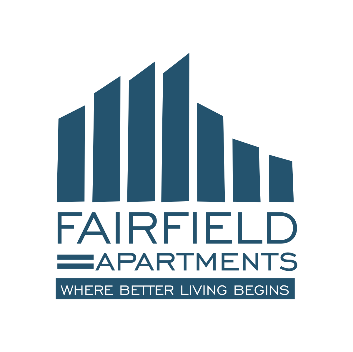 FAIRFIELD
APARTMENTS
WHERE BETTER LIVING BEGINS